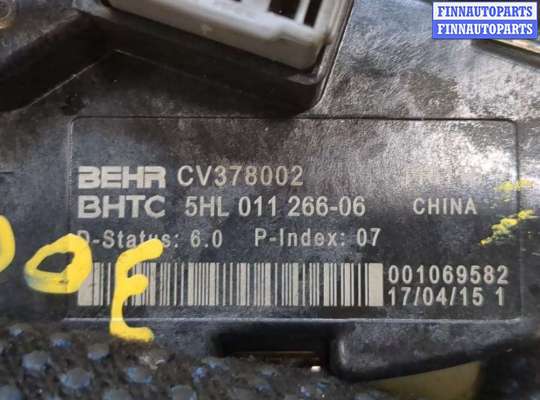 FINNAUTOPARTS
FINNAUTOPARTS
BEHR CV378002
BHTC 5HL 011 266-06 CHINA
D-Status: 6.0 P-Index: 07
001069582
17/04/15 1
OOE